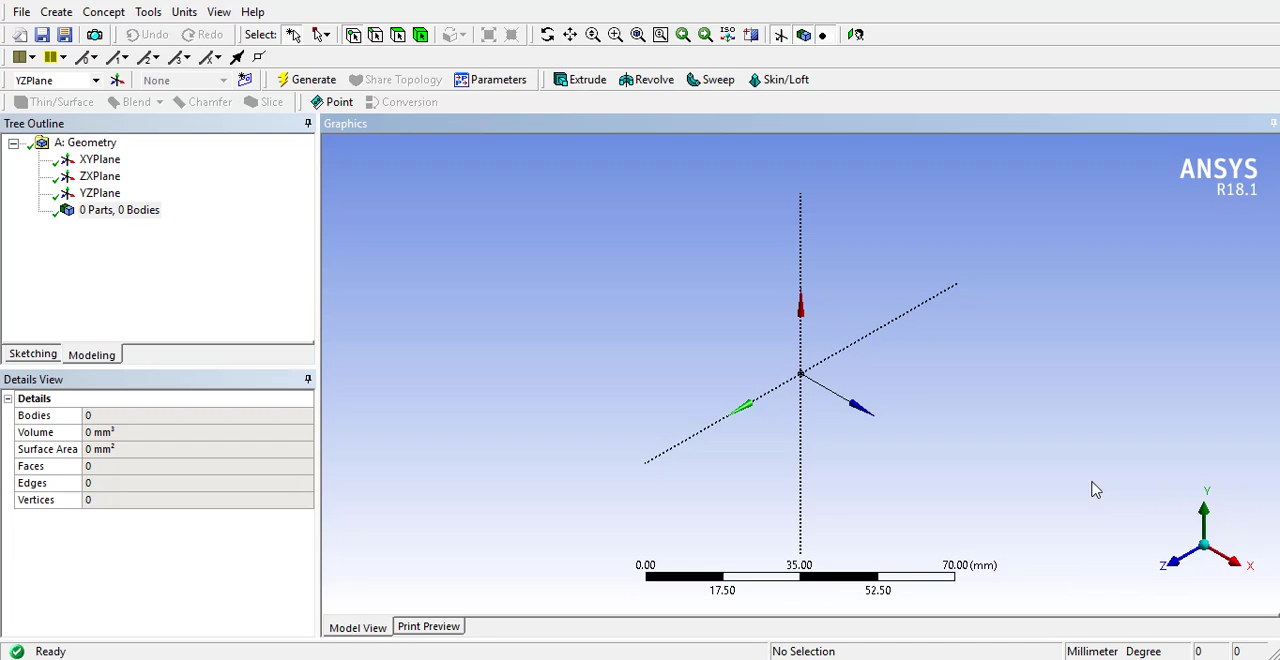 File Create Concept Tools Units View Help
Undo Redo Select:
YZPlane None Generate Share Topology Parameters Extrude Revolve Sweep Skin/Loft
Thin/Surface Blend Chamfer Slice Point Conversion
Tree Outline
A: Geometry
XYPlane
ZXPlane
YZPlane
0 Parts, 0 Bodies
Sketching Modeling
Details View
Details
Bodies 0
Volume 0 mm³
Surface Area 0 mm²
Faces 0
Edges 0
Vertices 0
Graphics
ANSYS
R18.1
0.00 35.00 70.00 (mm)
17.50 52.50
Y
Z X
Model View Print Preview
Ready No Selection Millimeter Degree 0 0